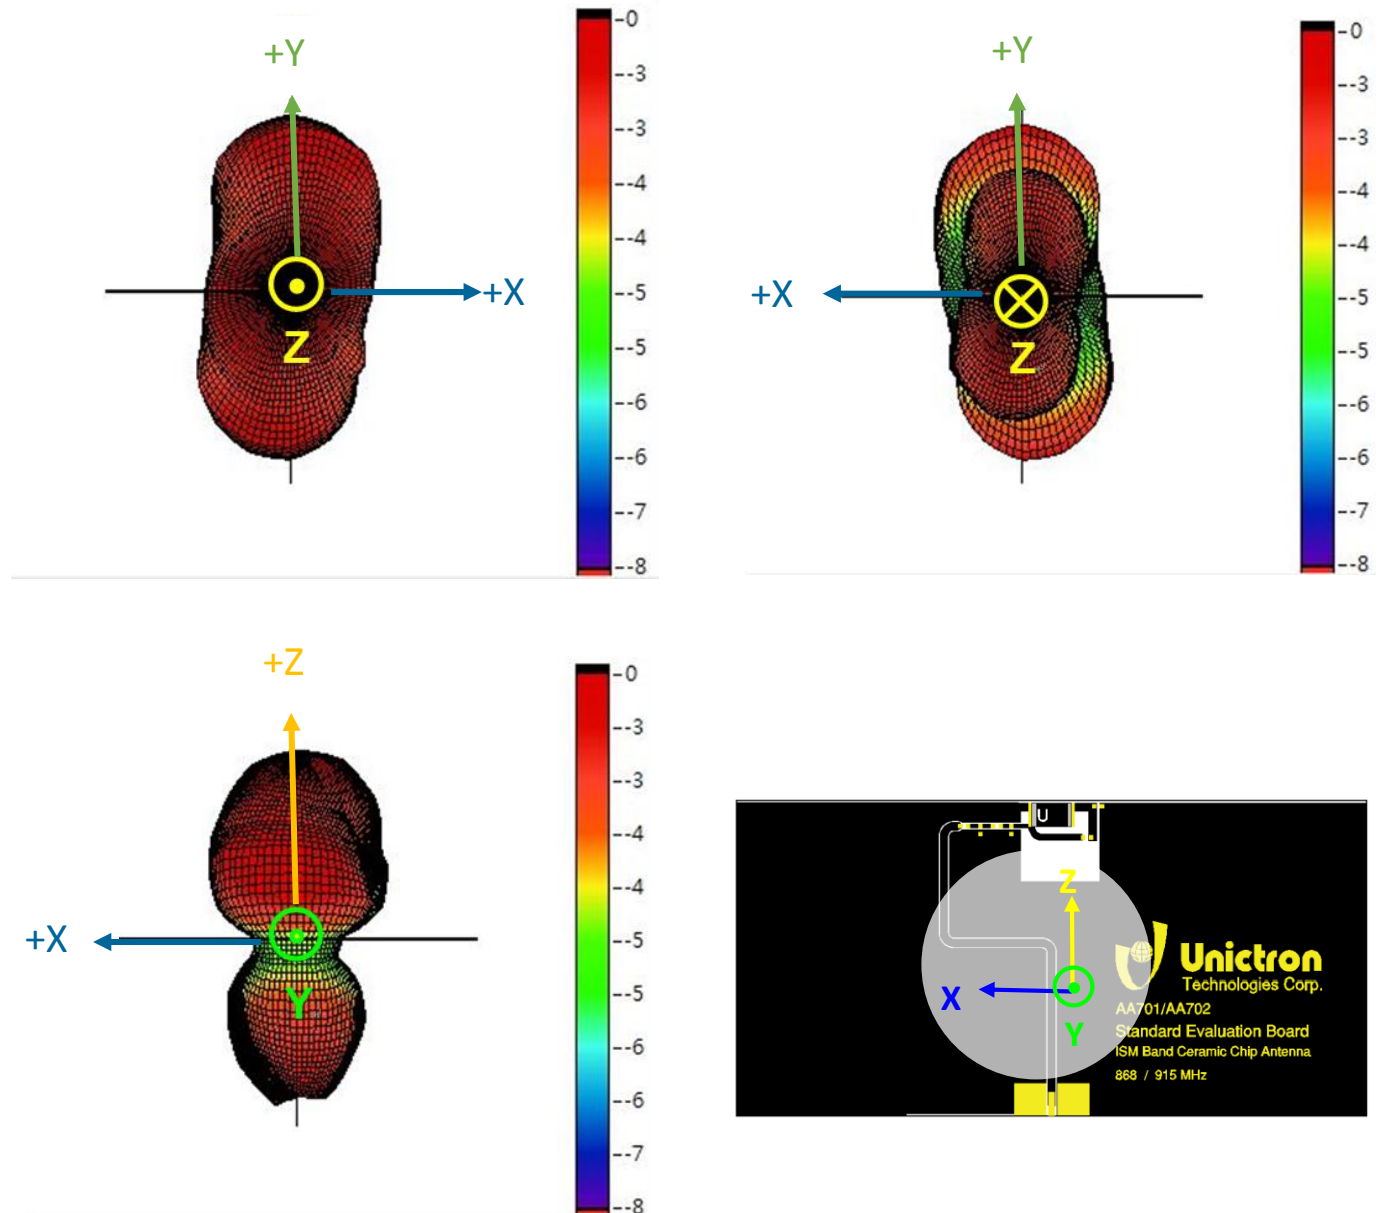 +Y
+X
Z
-0
--3
--3
--4
--4
--5
--5
--6
--6
--7
--8
+Y
+X
Z
-0
--3
--3
--4
--4
--5
--5
--6
--6
--7
--8
+Z
+X
Y
-0
--3
--3
--4
--4
--5
--5
--6
--6
--7
--8
U
Z
X
Y
Unictron
Technologies Corp.
AA701/AA702
Standard Evaluation Board
ISM Band Ceramic Chip Antenna
868 / 915 MHz